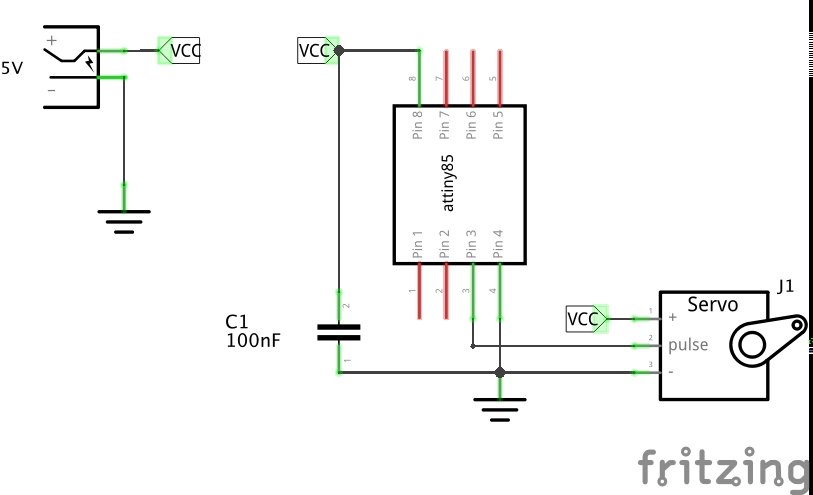 +
5V
-
VCC
VCC
8
7
6
5
Pin 8
Pin 7
Pin 6
Pin 5
attiny85
Pin 1
Pin 2
Pin 3
Pin 4
1
2
3
4
C1
100nF
2
1
VCC
J1
Servo
1
+
2
pulse
3
-
fritzing